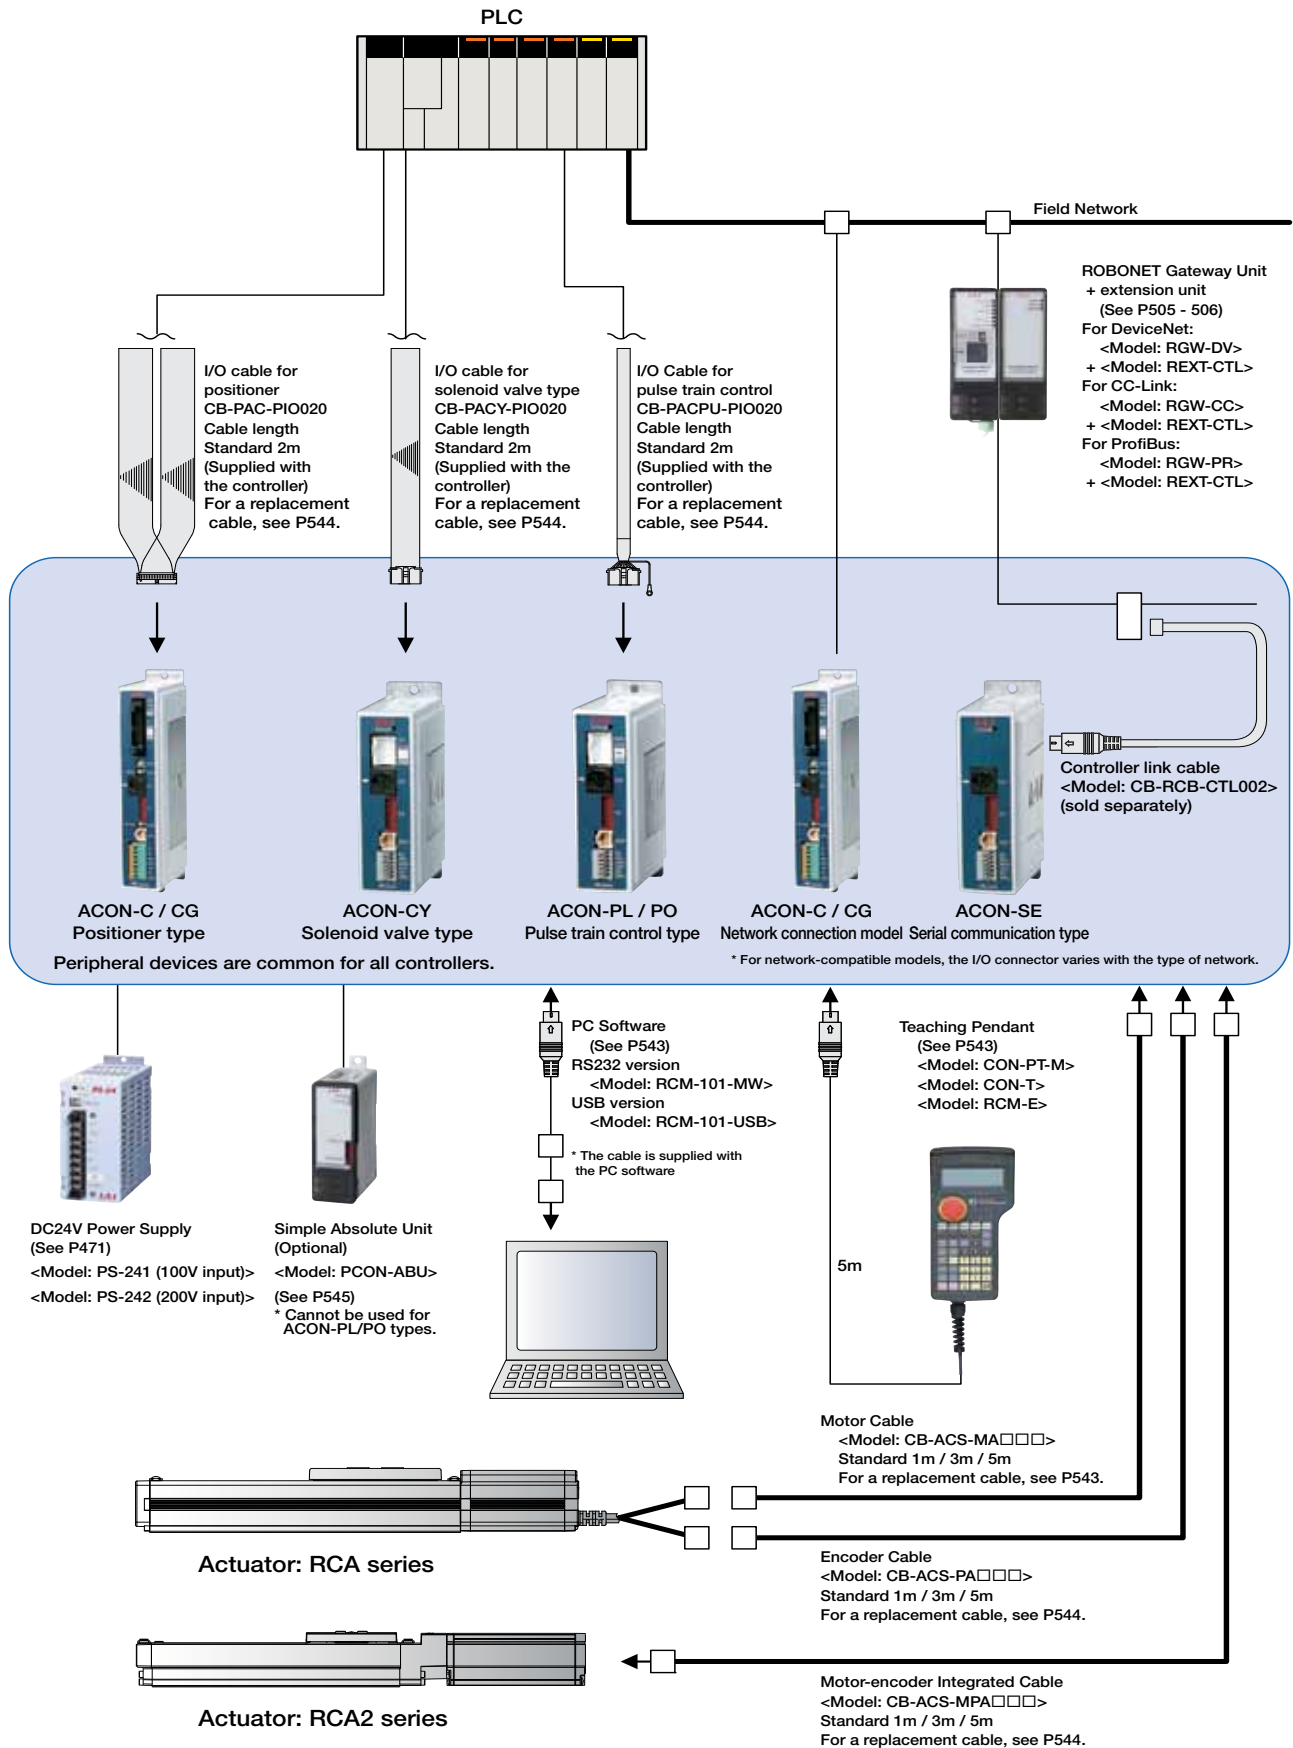 PLC
Field Network
ROBONET Gateway Unit
+ extension unit
(See P505 - 506)
For DeviceNet:
<Model: RGW-DV>
+ <Model: REXT-CTL>
For CC-Link:
<Model: RGW-CC>
+ <Model: REXT-CTL>
For ProfiBus:
<Model: RGW-PR>
+ <Model: REXT-CTL>
I/O cable for
positioner
CB-PAC-PIO020
Cable length
Standard 2m
(Supplied with
the controller)
For a replacement
cable, see P544.
I/O cable for
solenoid valve type
CB-PACY-PIO020
Cable length
Standard 2m
(Supplied with the
controller)
For a replacement
cable, see P544.
I/O Cable for
pulse train control
CB-PACPU-PIO020
Cable length
Standard 2m
(Supplied with the
controller)
For a replacement
cable, see P544.
Controller link cable
<Model: CB-RCB-CTL002>
(sold separately)
ACON-C / CG
Positioner type
ACON-CY
Solenoid valve type
ACON-PL / PO
Pulse train control type
ACON-C / CG
Network connection model
ACON-SE
Serial communication type
Peripheral devices are common for all controllers.
* For network-compatible models, the I/O connector varies with the type of network.
PC Software
(See P543)
RS232 version
<Model: RCM-101-MW>
USB version
<Model: RCM-101-USB>
* The cable is supplied with
the PC software
Teaching Pendant
(See P543)
<Model: CON-PT-M>
<Model: CON-T>
<Model: RCM-E>
5m
DC24V Power Supply
(See P471)
<Model: PS-241 (100V input)>
<Model: PS-242 (200V input)>
Simple Absolute Unit
(Optional)
<Model: PCON-ABU>
(See P545)
* Cannot be used for
ACON-PL/PO types.
Motor Cable
<Model: CB-ACS-MA□□□>
Standard 1m / 3m / 5m
For a replacement cable, see P543.
Actuator: RCA series
Encoder Cable
<Model: CB-ACS-PA□□□>
Standard 1m / 3m / 5m
For a replacement cable, see P544.
Actuator: RCA2 series
Motor-encoder Integrated Cable
<Model: CB-ACS-MPA□□□>
Standard 1m / 3m / 5m
For a replacement cable, see P544.